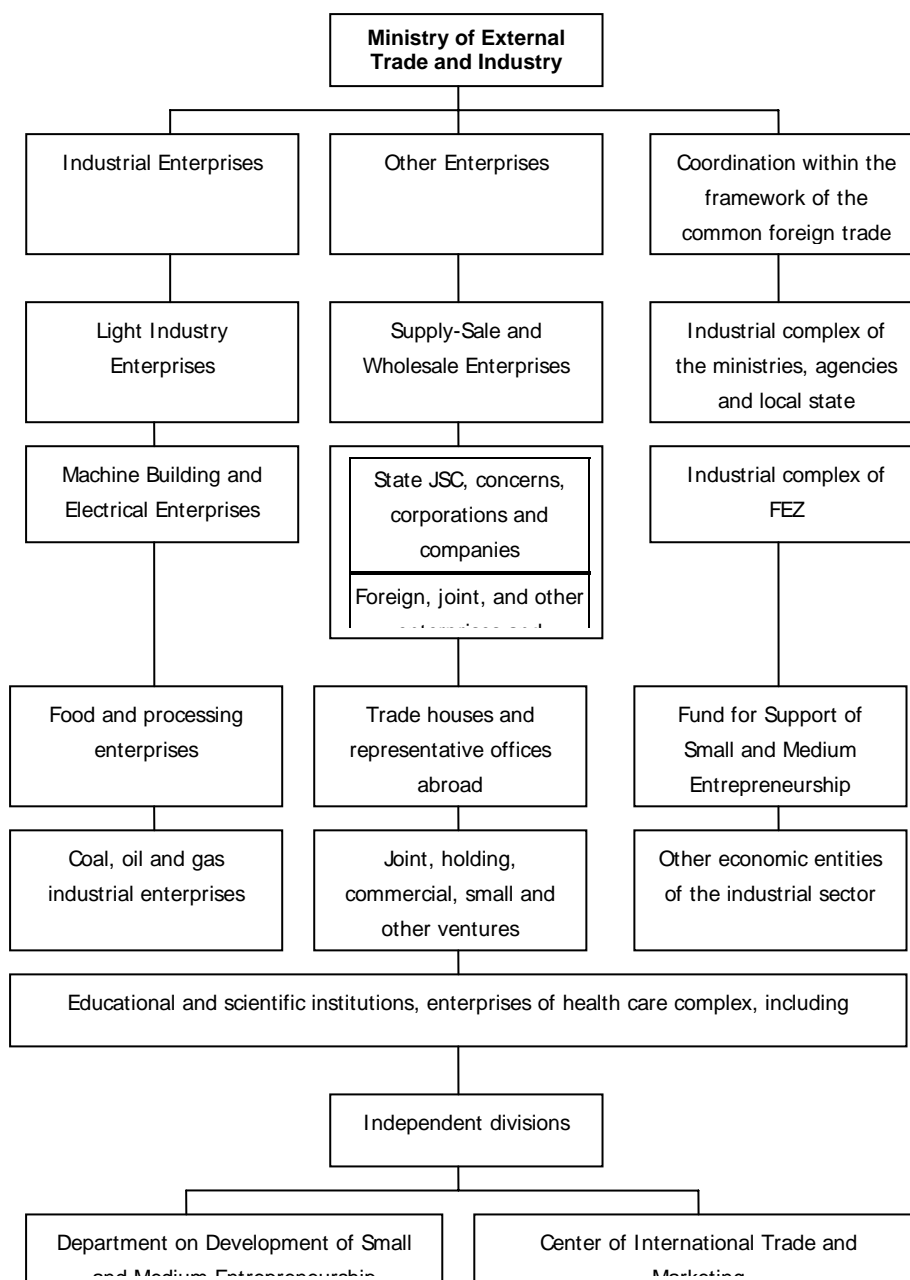 Ministry of External
Trade and Industry
Industrial Enterprises
Other Enterprises
Coordination within the
framework of the
common foreign trade
Light Industry
Enterprises
Supply-Sale and
Wholesale Enterprises
Industrial complex of
the ministries, agencies
and local state
Machine Building and
Electrical Enterprises
State JSC, concerns,
corporations and
companies
Foreign, joint, and other
enterprises and
Industrial complex of
FEZ
Food and processing
enterprises
Trade houses and
representative offices
abroad
Fund for Support of
Small and Medium
Entrepreneurship
Coal, oil and gas
industrial enterprises
Joint, holding,
commercial, small and
other ventures
Other economic entities
of the industrial sector
Educational and scientific institutions, enterprises of health care complex, including
Independent divisions
Department on Development of Small
and Medium Entrepreneurship
Center of International Trade and
Marketing